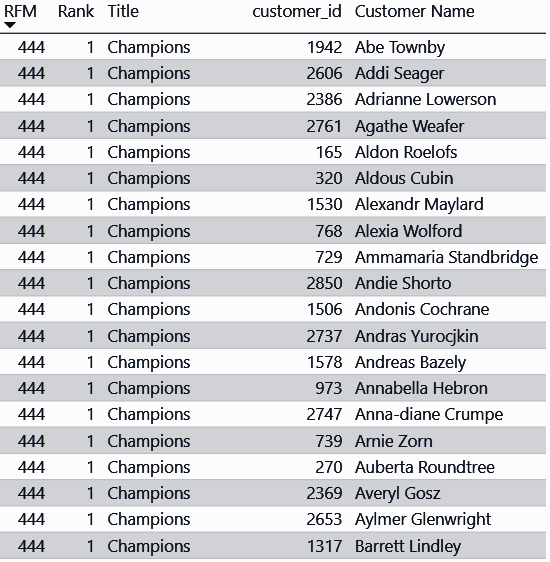 RFM Rank Title customer_id Customer Name
444 1 Champions 1942 Abe Townby
444 1 Champions 2606 Addi Seager
444 1 Champions 2386 Adrianne Lowerson
444 1 Champions 2761 Agathe Weafer
444 1 Champions 165 Aldon Roelofs
444 1 Champions 320 Aldous Cubin
444 1 Champions 1530 Alexandr Maylard
444 1 Champions 768 Alexia Wolford
444 1 Champions 729 Ammamaria Standbridge
444 1 Champions 2850 Andie Shorto
444 1 Champions 1506 Andonis Cochrane
444 1 Champions 2737 Andras Yurocjkin
444 1 Champions 1578 Andreas Bazely
444 1 Champions 973 Annabella Hebron
444 1 Champions 2747 Anna-diane Crumpe
444 1 Champions 739 Arnie Zorn
444 1 Champions 270 Auberta Roundtree
444 1 Champions 2369 Averyl Gosz
444 1 Champions 2653 Aylmer Glenwright
444 1 Champions 1317 Barrett Lindley